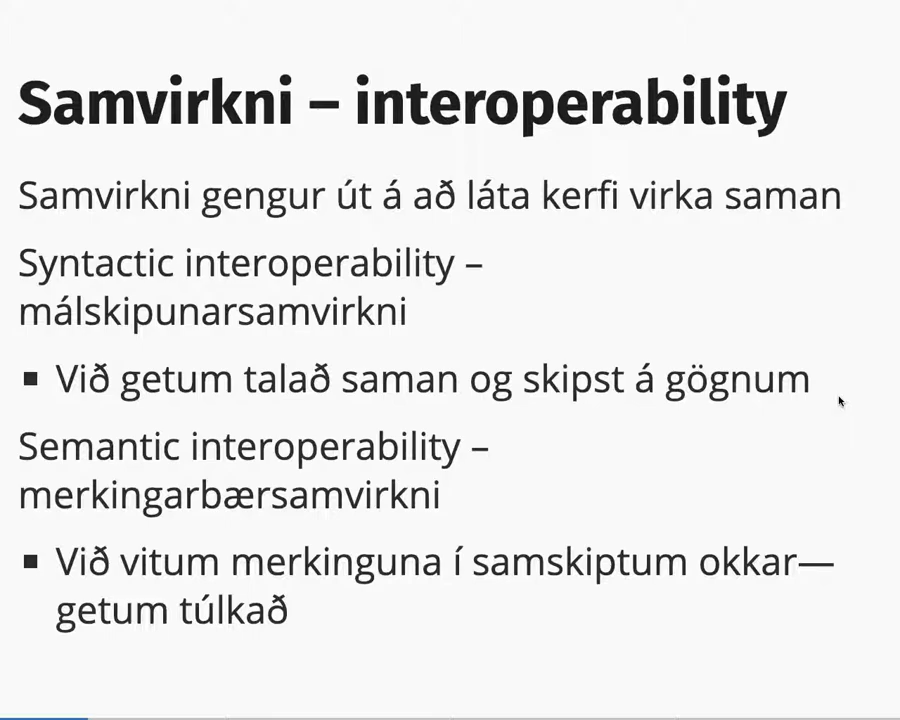 Samvirkni – interoperability
Samvirkni gengur út á að láta kerfi virka saman
Syntactic interoperability –
málskipunarsamvirkni
▪ Við getum talað saman og skipst á gögnum
Semantic interoperability –
merkingarbærsamvirkni
▪ Við vitum merkinguna í samskiptum okkar—
getum túlkað